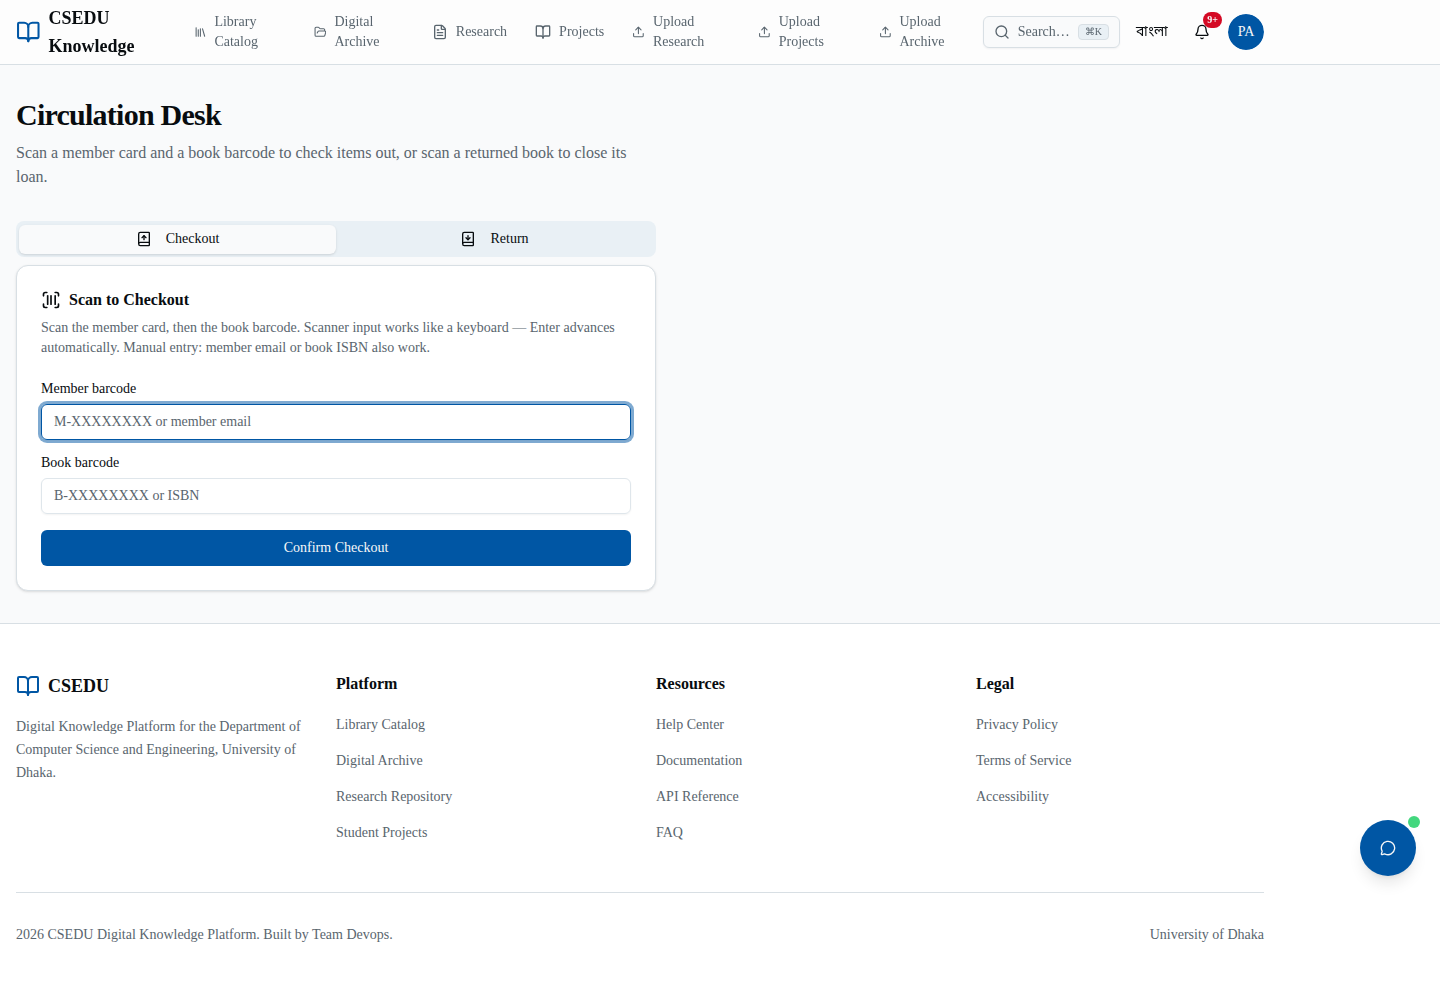 CSEDU
Knowledge
Library
Catalog
Digital
Archive
Research
Projects
Upload
Research
Upload
Projects
Upload
Archive
Search… ⌘K
বাংলা
9+
PA
Circulation Desk
Scan a member card and a book barcode to check items out, or scan a returned book to close its
loan.
Checkout
Return
Scan to Checkout
Scan the member card, then the book barcode. Scanner input works like a keyboard — Enter advances
automatically. Manual entry: member email or book ISBN also work.
Member barcode
M-XXXXXXXX or member email
Book barcode
B-XXXXXXXX or ISBN
Confirm Checkout
CSEDU
Digital Knowledge Platform for the Department of
Computer Science and Engineering, University of
Dhaka.
Platform
Library Catalog
Digital Archive
Research Repository
Student Projects
Resources
Help Center
Documentation
API Reference
FAQ
Legal
Privacy Policy
Terms of Service
Accessibility
2026 CSEDU Digital Knowledge Platform. Built by Team Devops.
University of Dhaka